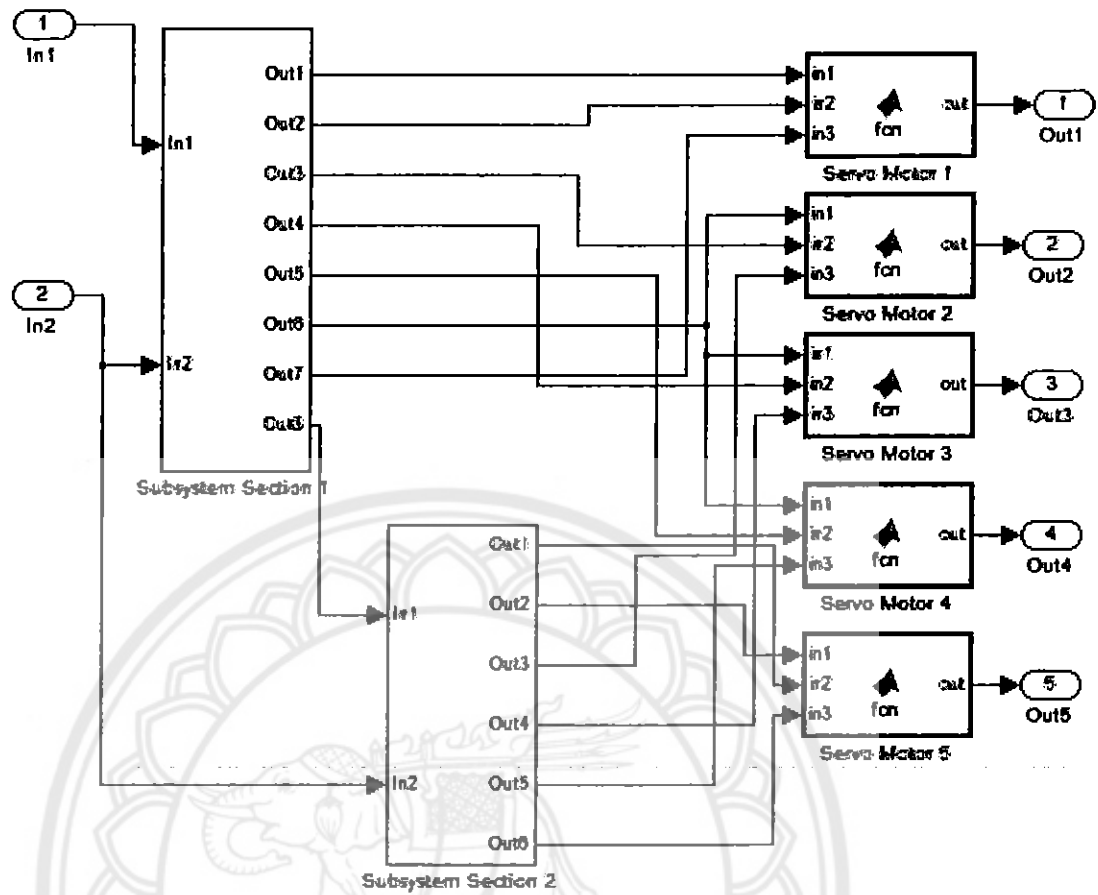 1
In1
2
In2
In1
In2
Out1
Out2
Out3
Out4
Out5
Out6
Out7
Out8
Subsystem Section 1
In1
In2
Out1
Out2
Out3
Out4
Out5
Out6
Subsystem Section 2
in1
in2
in3
fcn
out
Servo Motor 1
1
Out1
in1
in2
in3
fcn
out
Servo Motor 2
2
Out2
in1
in2
in3
fcn
out
Servo Motor 3
3
Out3
in1
in2
in3
fcn
out
Servo Motor 4
4
Out4
in1
in2
in3
fcn
out
Servo Motor 5
5
Out5